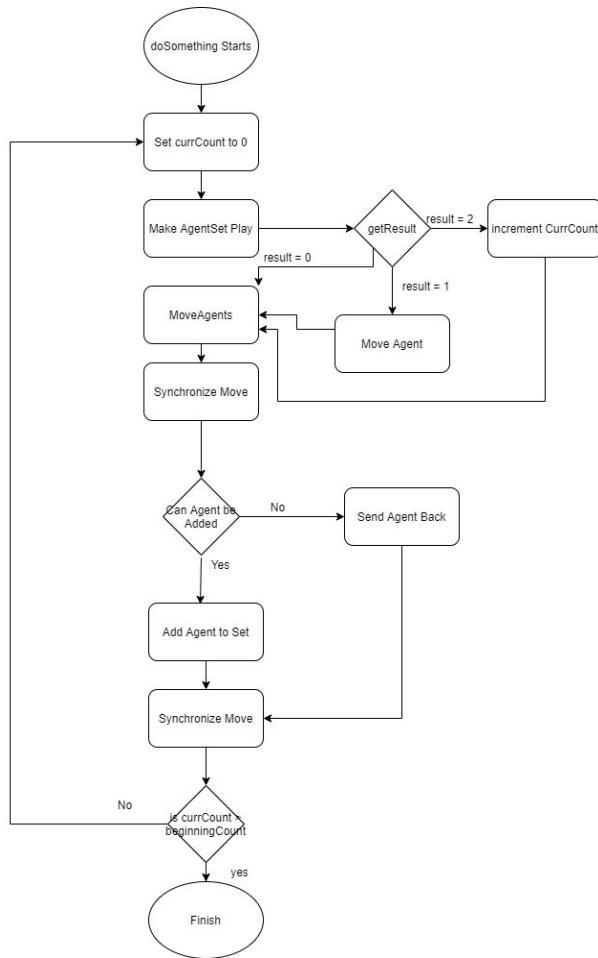 doSomething Starts
Set currCount to 0
Make AgentSet Play
getResult
result = 2
increment CurrCount
result = 0
result = 1
MoveAgents
Move Agent
Synchronize Move
Can Agent be
Added
No
Send Agent Back
Yes
Add Agent to Set
Synchronize Move
No
is currCount
beginningCount
yes
Finish